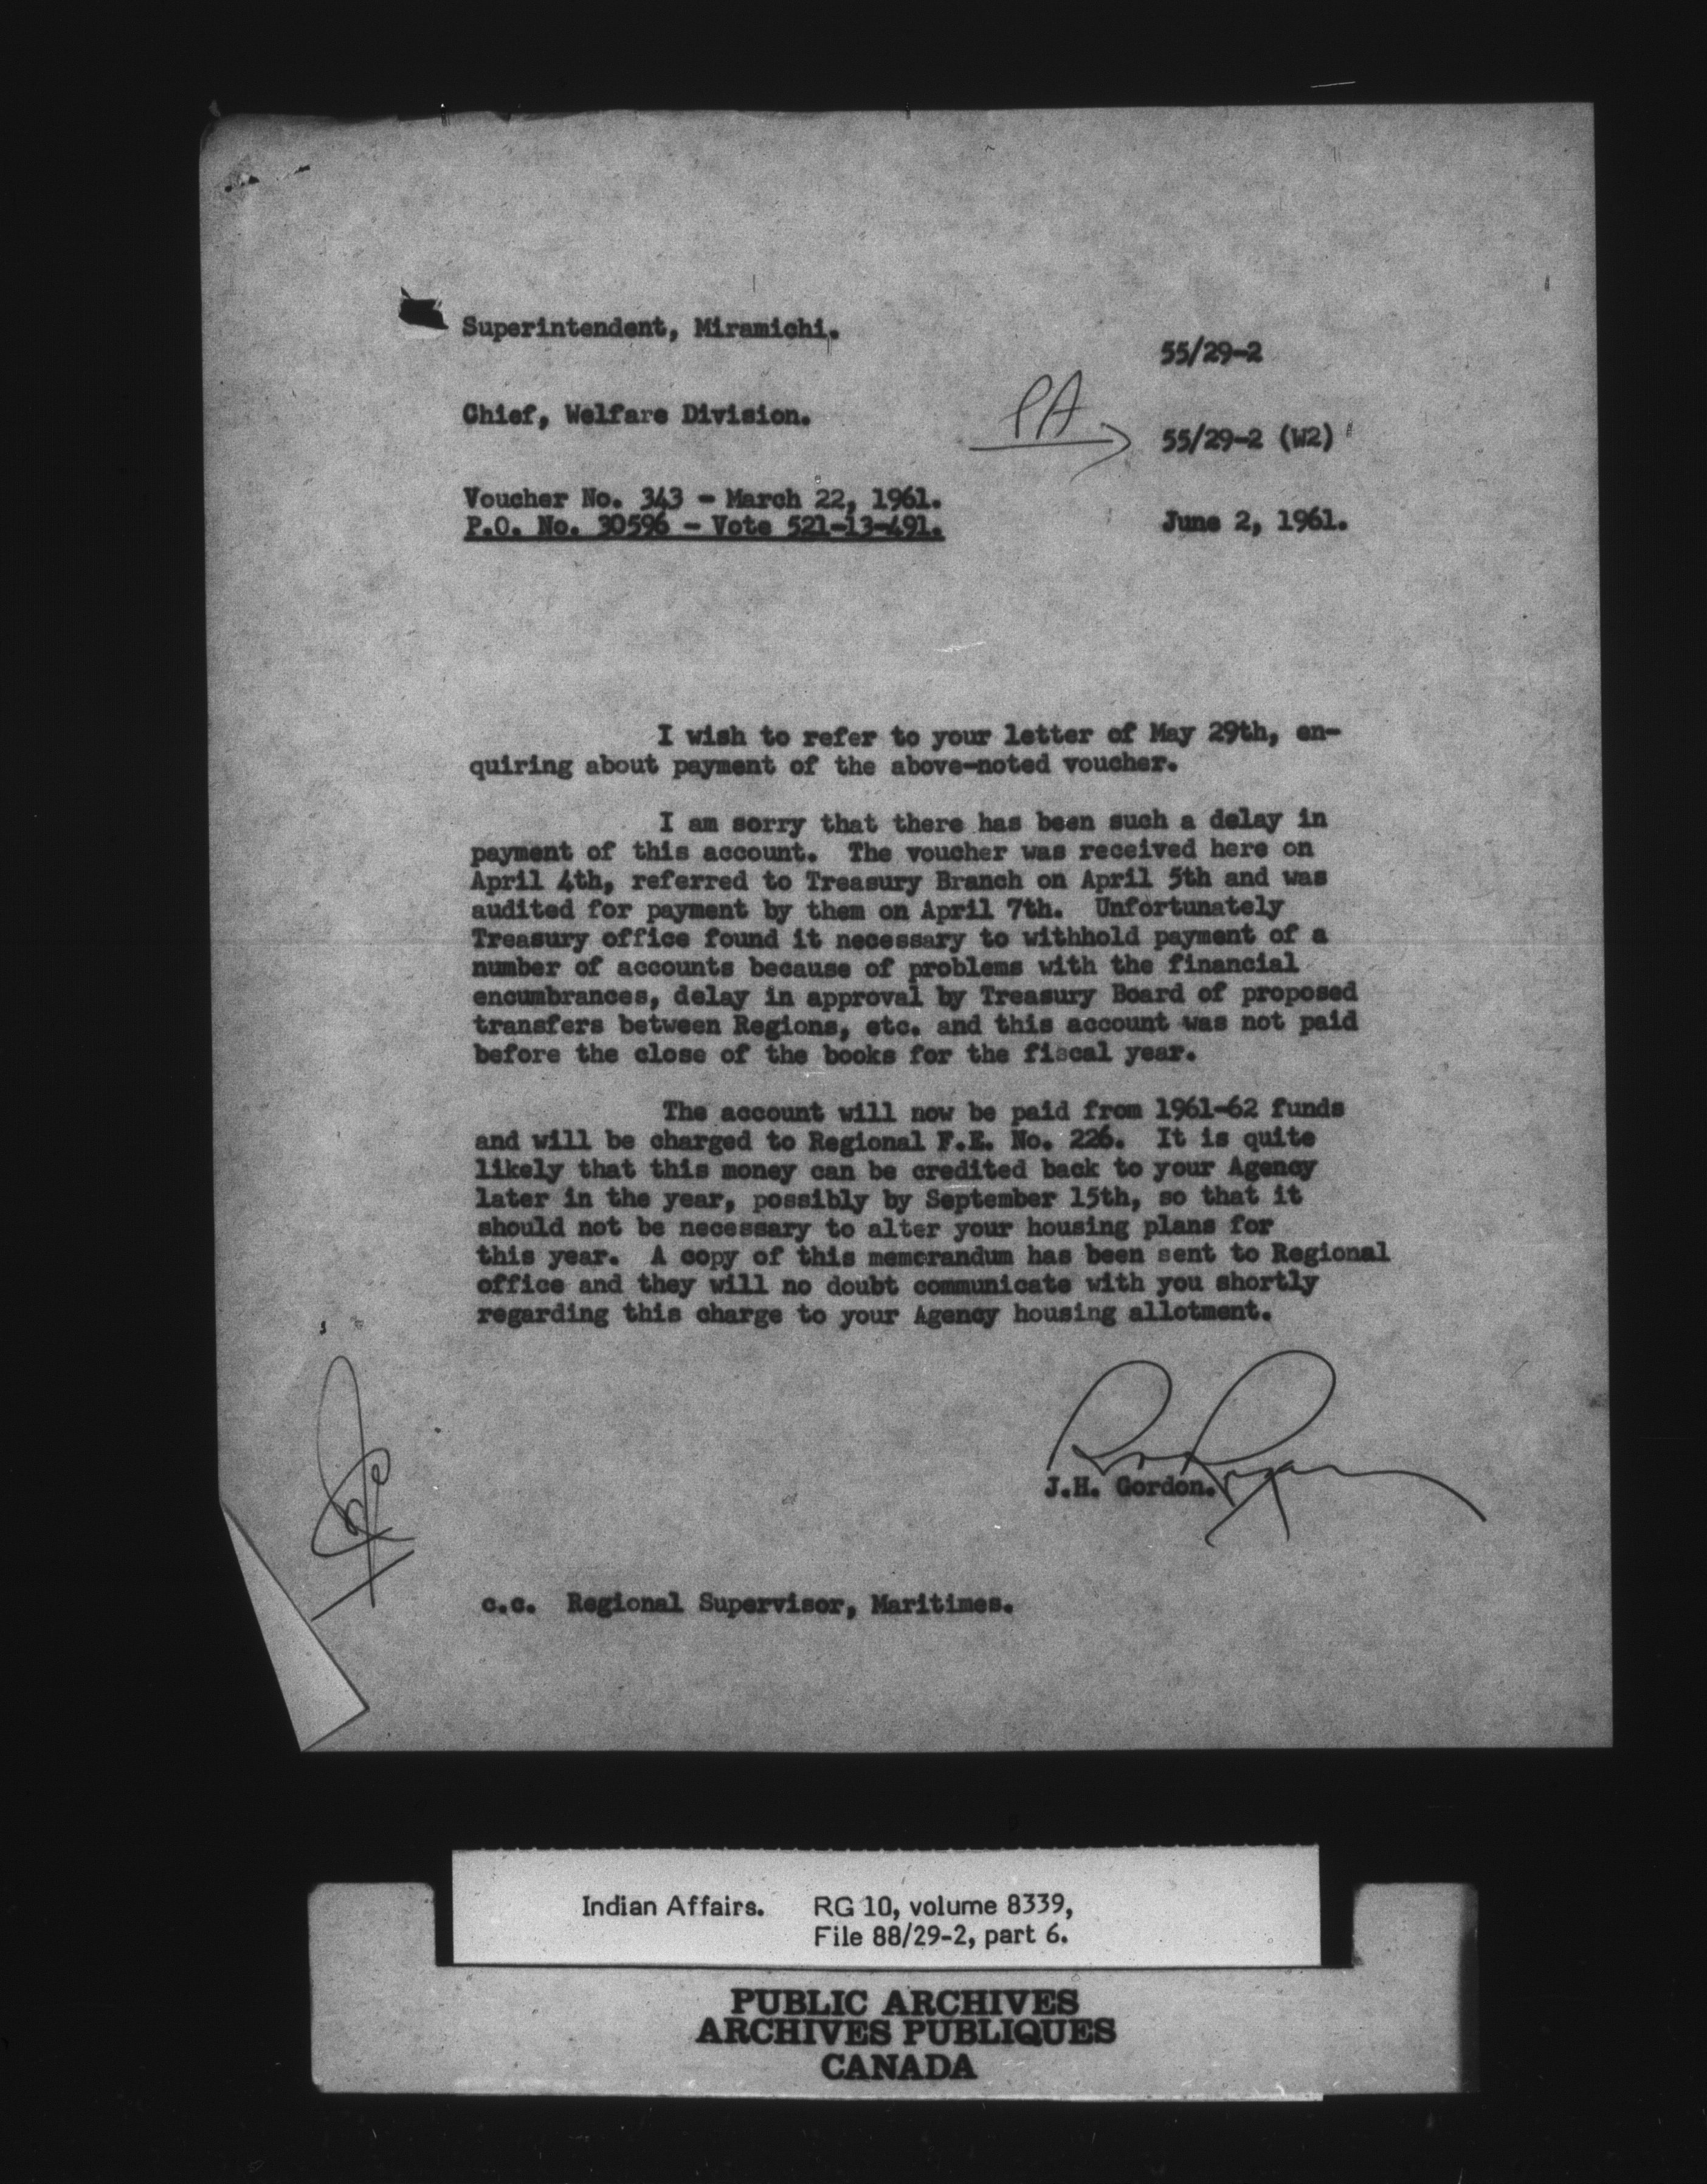 Superintendent, Miramichi.
55/29-2
Chief, Welfare Division.
PA
55/29-2 (W2)
Voucher No. 343 - March 22, 1961.
P.O. No. 30596 - Vote 521-13-491.
June 2, 1961.
I wish to refer to your letter of May 29th, en-
quiring about payment of the above-noted voucher.
I am sorry that there has been such a delay in
payment of this account. The voucher was received here on
April 4th, referred to Treasury Branch on April 5th and was
audited for payment by them on April 7th. Unfortunately
Treasury office found it necessary to withhold payment of a
number of accounts because of problems with the financial
encumbrances, delay in approval by Treasury Board of proposed
transfers between Regions, etc. and this account was not paid
before the close of the books for the fiscal year.
The account will now be paid from 1961-62 funds
and will be charged to Regional F.E. No. 226. It is quite
likely that this money can be credited back to your Agency
later in the year, possibly by September 15th, so that it
should not be necessary to alter your housing plans for
this year. A copy of this memorandum has been sent to Regional
office and they will no doubt communicate with you shortly
regarding this charge to your Agency housing allotment.
J.H. Gordon.
c.c. Regional Supervisor, Maritimes.
Indian Affairs. RG 10, volume 8339,
File 88/29-2, part 6.
PUBLIC ARCHIVES
ARCHIVES PUBLIQUES
CANADA